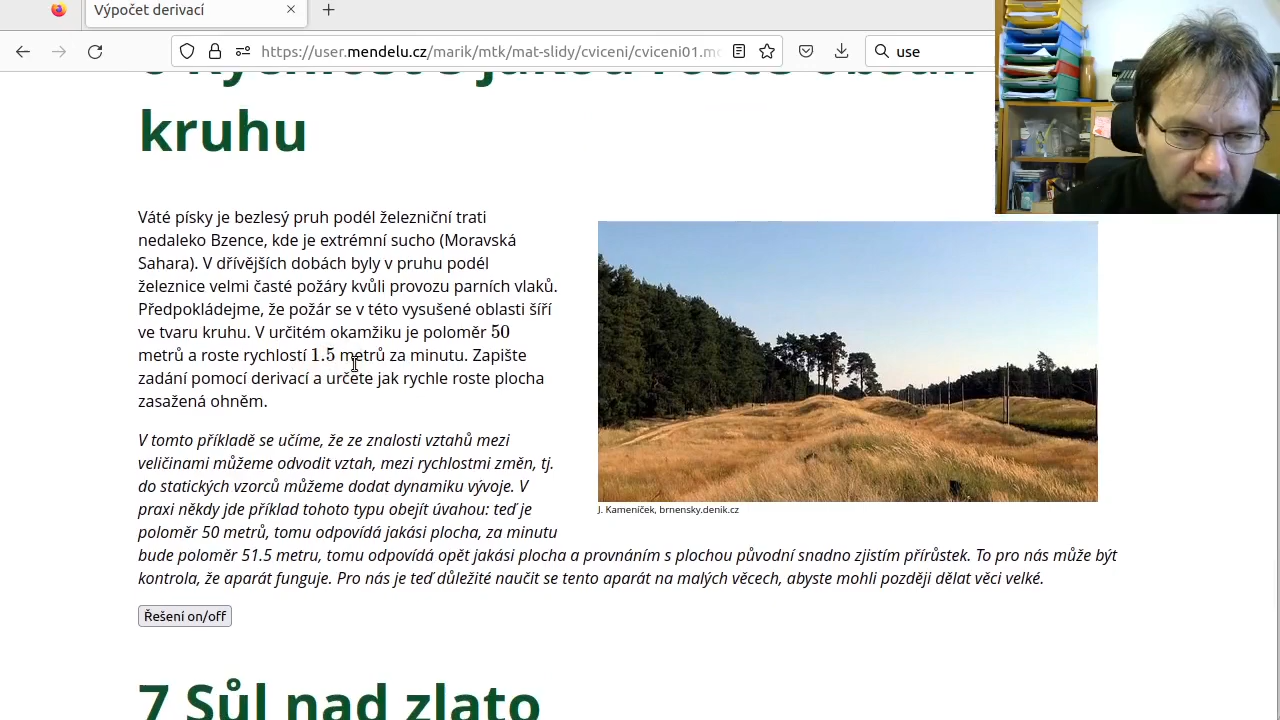 Výpočet derivací
https://user.mendelu.cz/marik/mtk/mat-slidy/cviceni/cviceni01.m
use
kruhu
Váté písky je bezlesý pruh podél železniční trati
nedaleko Bzence, kde je extrémní sucho (Moravská
Sahara). V dřívějších dobách byly v pruhu podél
železnice velmi časté požáry kvůli provozu parních vlaků.
Předpokládejme, že požár se v této vysušené oblasti šíří
ve tvaru kruhu. V určitém okamžiku je poloměr 50
metrů a roste rychlostí 1.5 metrů za minutu. Zapište
zadání pomocí derivací a určete jak rychle roste plocha
zasažená ohněm.
J. Kameníček, brnensky.denik.cz
V tomto příkladě se učíme, že ze znalosti vztahů mezi
veličinami můžeme odvodit vztah, mezi rychlostmi změn, tj.
do statických vzorců můžeme dodat dynamiku vývoje. V
praxi někdy jde příklad tohoto typu obejít úvahou: teď je
poloměr 50 metrů, tomu odpovídá jakási plocha, za minutu
bude poloměr 51.5 metru, tomu odpovídá opět jakási plocha a provnáním s plochou původní snadno zjistím přírůstek. To pro nás může být
kontrola, že aparát funguje. Pro nás je teď důležité naučit se tento aparát na malých věcech, abyste mohli později dělat věci velké.
Řešení on/off
7 Sůl nad zlato